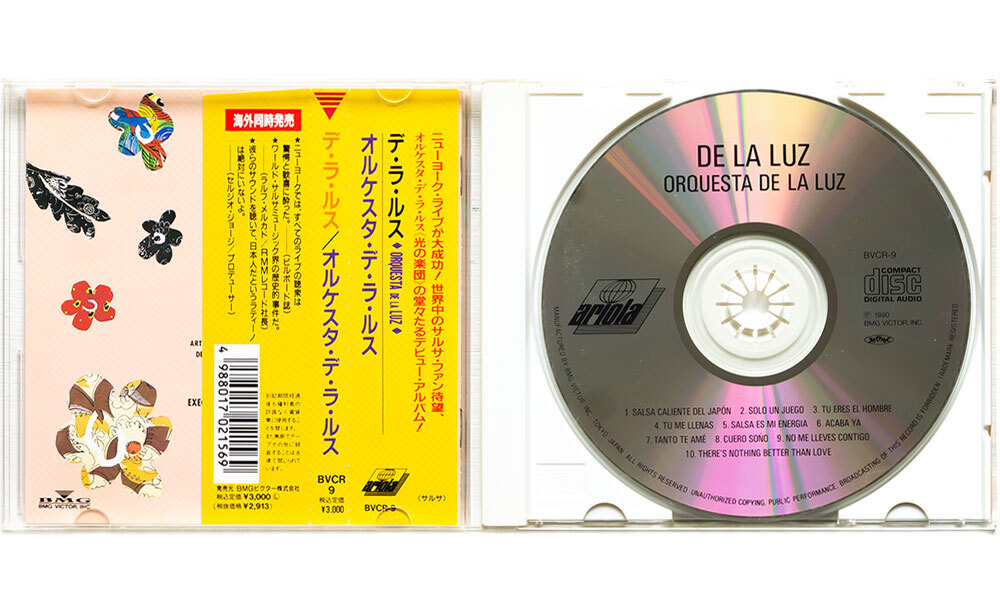 ART
DE
EXEC
BMG
BMG VICTOR, INC.
海外同時発売
★ニューヨークでは、すべてのライブの聴衆は
驚愕と歓喜に酔った。――(ビルボード誌)
★ワールド・サルサミュージック界の歴史的事件だ。
(ラルフ・メルカド/RMMレコード社長)
★彼らのサウンドを聴いて、日本人だというラティーノ
は絶対にいないよ。
(セルジオ・ジョージ/プロデューサー)
4 988017 021569
発売元 BMGビクター株式会社
税込定価 ¥3,000 (L)
(税抜価格 ¥2,913)
デ・ラ・ルス/オルケスタ・デ・ラ・ルス
BVCR
9
税込定価
¥3,000
ニューヨーク・ライブが大成功!世界中のサルサ・ファン待望、
オルケスタ・デ・ラ・ルス(光の楽団)の堂々たるデビュー・アルバム!
デ・ラ・ルス◆ORQUESTA DE LA LUZ◆
オルケスタ・デ・ラ・ルス
ariola
BVCR-9
〈サルサ〉
DE LA LUZ
ORQUESTA DE LA LUZ
ariola
BVCR-9
COMPACT
disc
DIGITAL AUDIO
℗ 1990
BMG VICTOR, INC.
JASRAC
1. SALSA CALIENTE DEL JAPÓN 2. SOLO UN JUEGO 3. TU ERES EL HOMBRE
4. TU ME LLENAS 5. SALSA ES MI ENERGIA 6. ACABA YA
7. TANTO TE AME 8. CUERO SONO 9. NO ME LLEVES CONTIGO
10. THERE'S NOTHING BETTER THAN LOVE
MANUFACTURED BY BMG VICTOR, INC. TOKYO, JAPAN. ALL RIGHTS RESERVED. UNAUTHORIZED COPYING, PUBLIC PERFORMANCE, BROADCASTING OF THIS RECORD IS FORBIDDEN. TRADEMARK REGISTERED